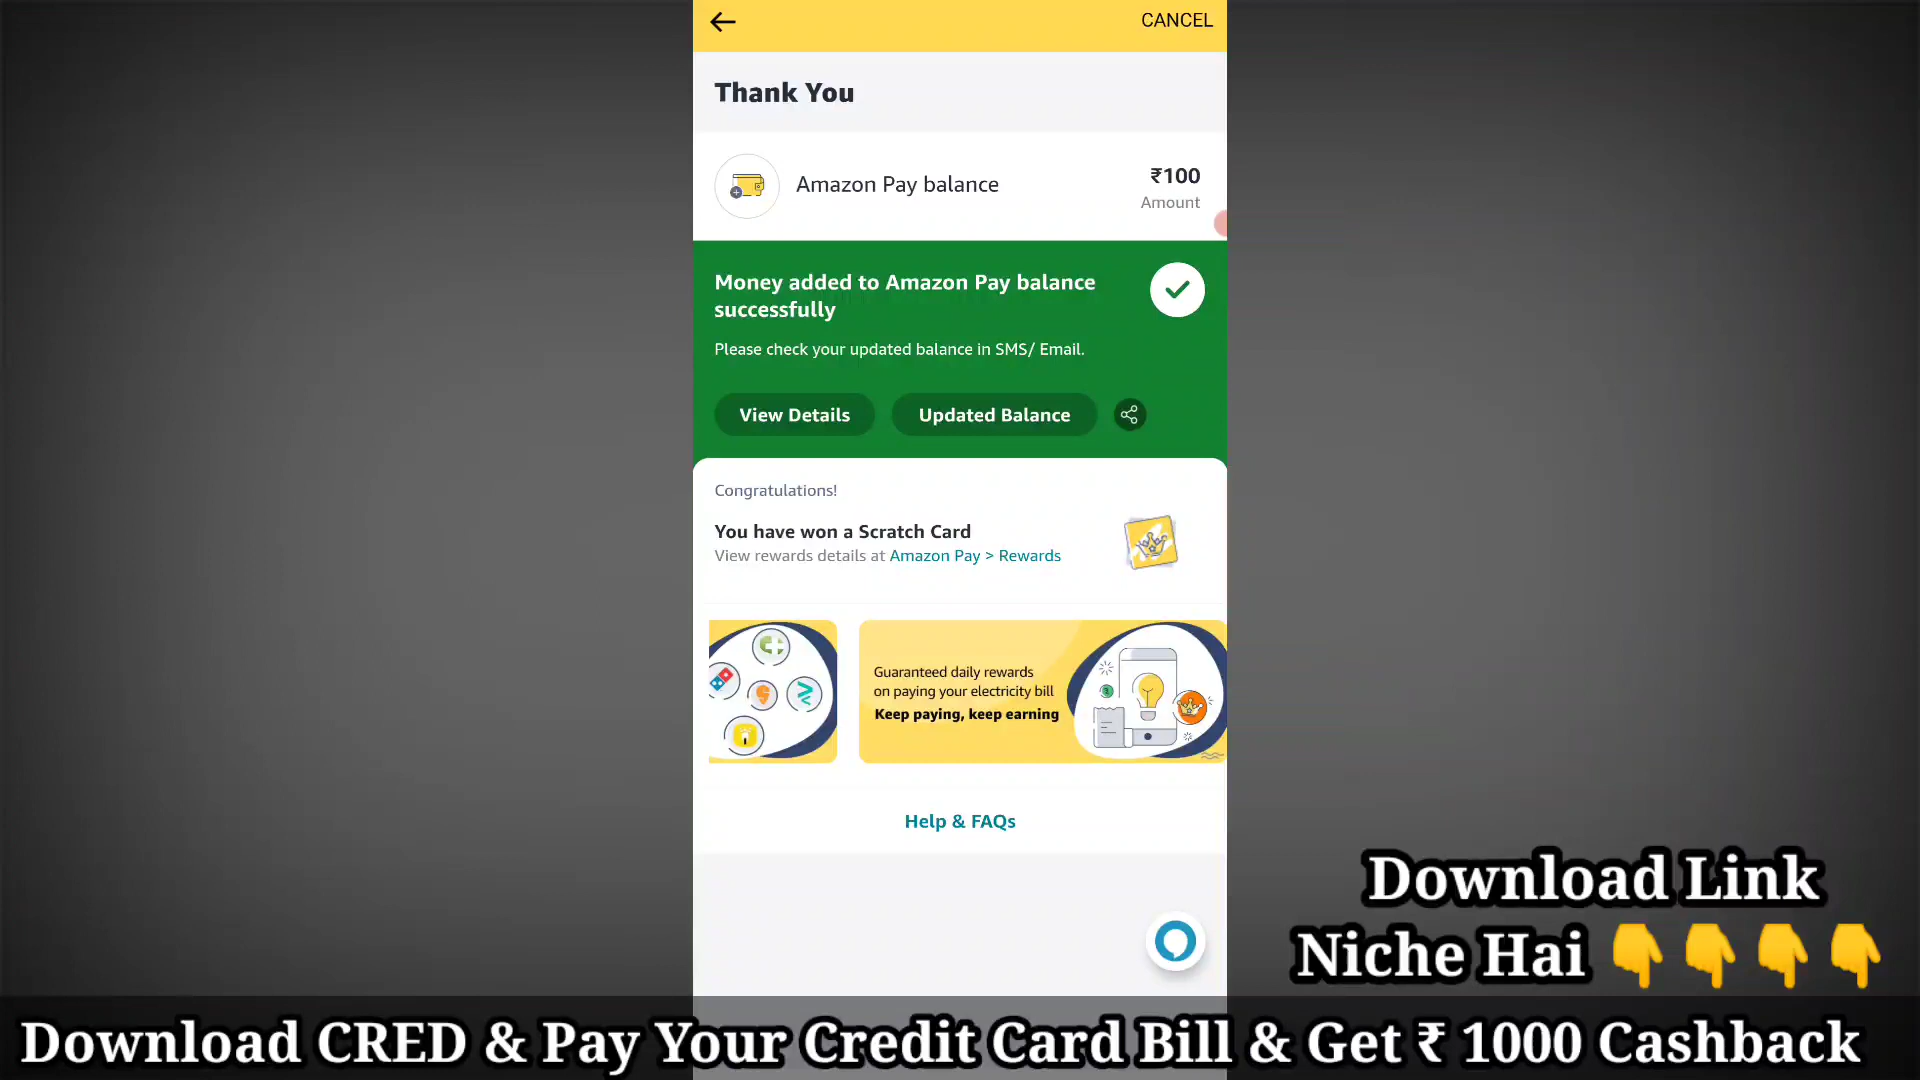 CANCEL
Thank You
Amazon Pay balance
₹100
Amount
Money added to Amazon Pay balance
successfully
Please check your updated balance in SMS/ Email.
View Details
Updated Balance
Congratulations!
You have won a Scratch Card
View rewards details at Amazon Pay > Rewards
Guaranteed daily rewards
on paying your electricity bill
Keep paying, keep earning
Help & FAQs
Download Link
Niche Hai 👇👇👇👇
Download CRED & Pay Your Credit Card Bill & Get ₹ 1000 Cashback